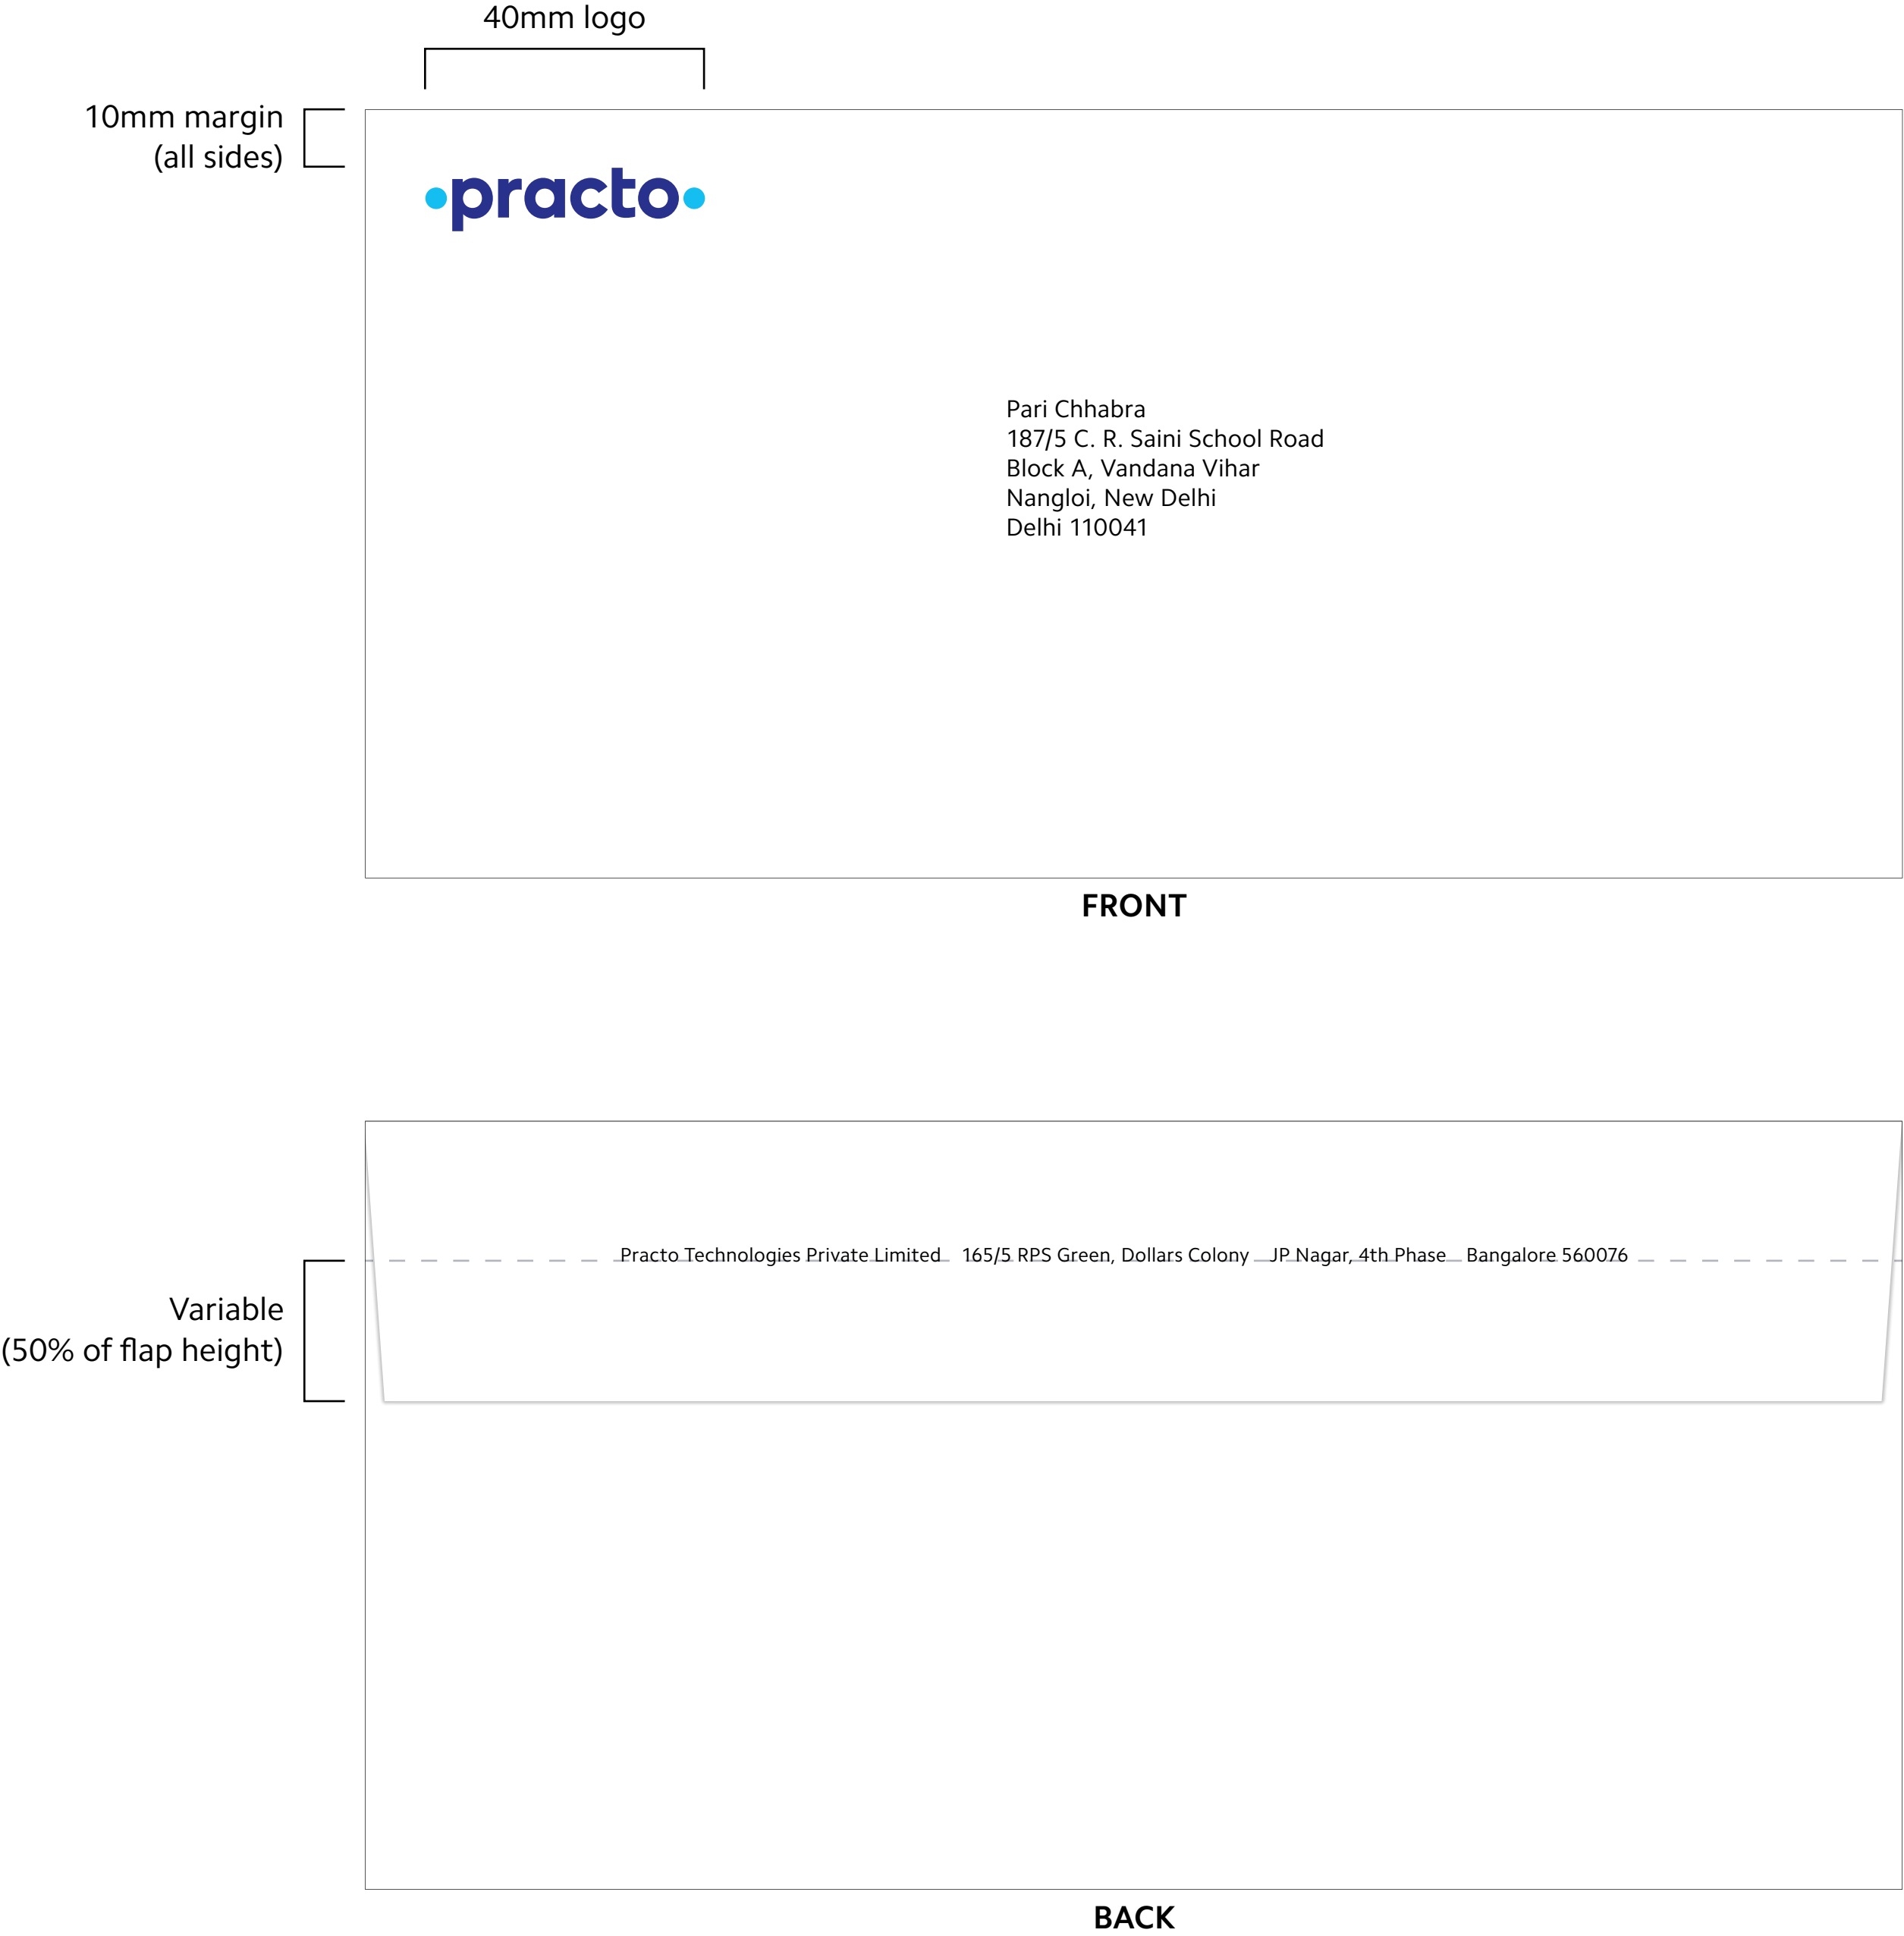 40mm logo
10mm margin
(all sides)
practo
Pari Chhabra
187/5 C. R. Saini School Road
Block A, Vandana Vihar
Nangloi, New Delhi
Delhi 110041
FRONT
Practo Technologies Private Limited 165/5 RPS Green, Dollars Colony JP Nagar, 4th Phase Bangalore 560076
Variable
(50% of flap height)
BACK